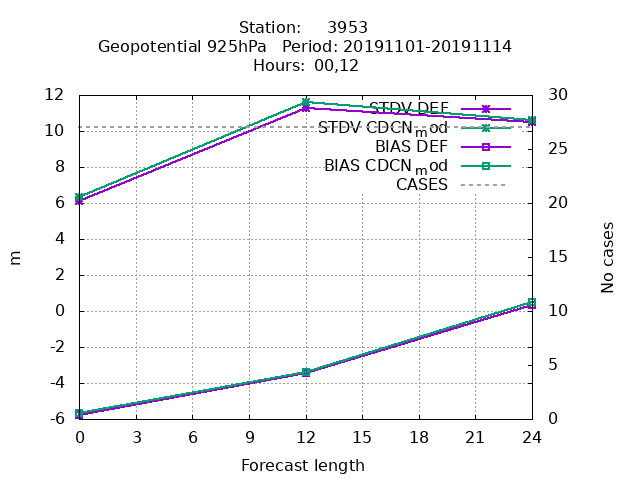 Station: 3953
Geopotential 925hPa Period: 20191101-20191114
Hours: 00,12
12 30
STDV DEF
10 STDV CDCNmod
25
BIAS DEF
8 BIAS CDCNmod
CASES
6 20
4
15
2
m No cases
0 10
-2
5
-4
-6 0
0 3 6 9 12 15 18 21 24
Forecast length